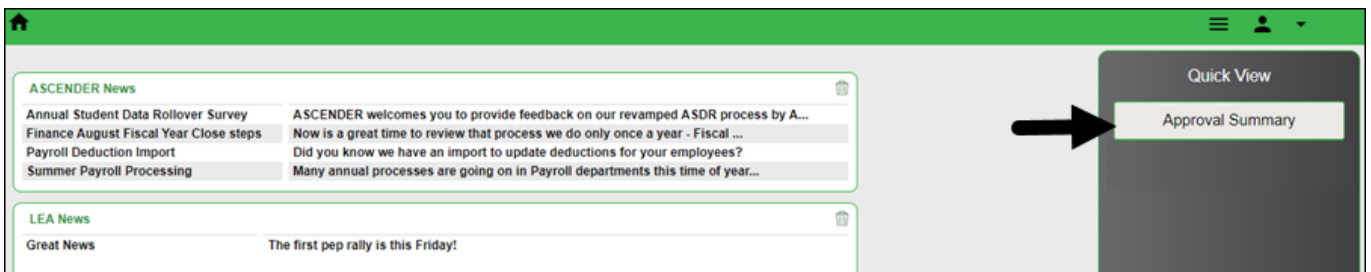 ASCENDER News
Annual Student Data Rollover Survey ASCENDER welcomes you to provide feedback on our revamped ASDR process by A...
Finance August Fiscal Year Close steps Now is a great time to review that process we do only once a year - Fiscal ...
Payroll Deduction Import Did you know we have an import to update deductions for your employees?
Summer Payroll Processing Many annual processes are going on in Payroll departments this time of year...
LEA News
Great News The first pep rally is this Friday!
Quick View
Approval Summary